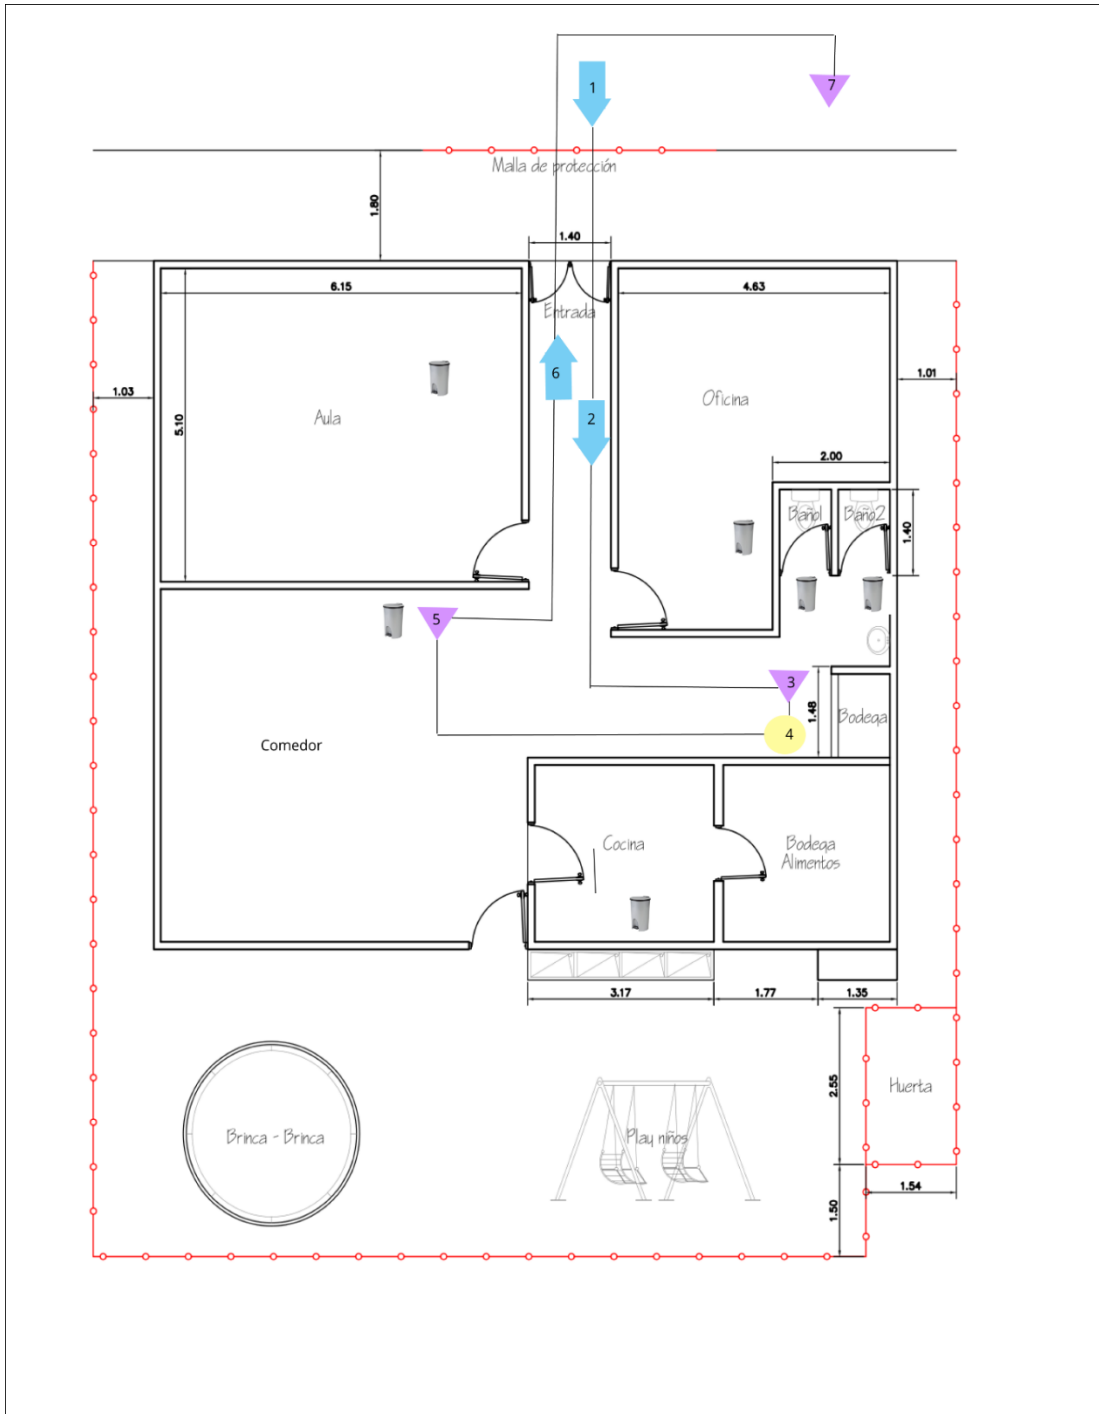 7
1
Malla de protección
1.80
1.40
6.15
4.63
Entrada
6
2
1.03
1.01
5.10
Aula
Oficina
2.00
Baño1
Baño2
1.40
5
3
1.48
Bodega
4
Comedor
Cocina
Bodega
Alimentos
3.17
1.77
1.35
2.55
Huerta
Brinca - Brinca
Play niños
1.54
1.50